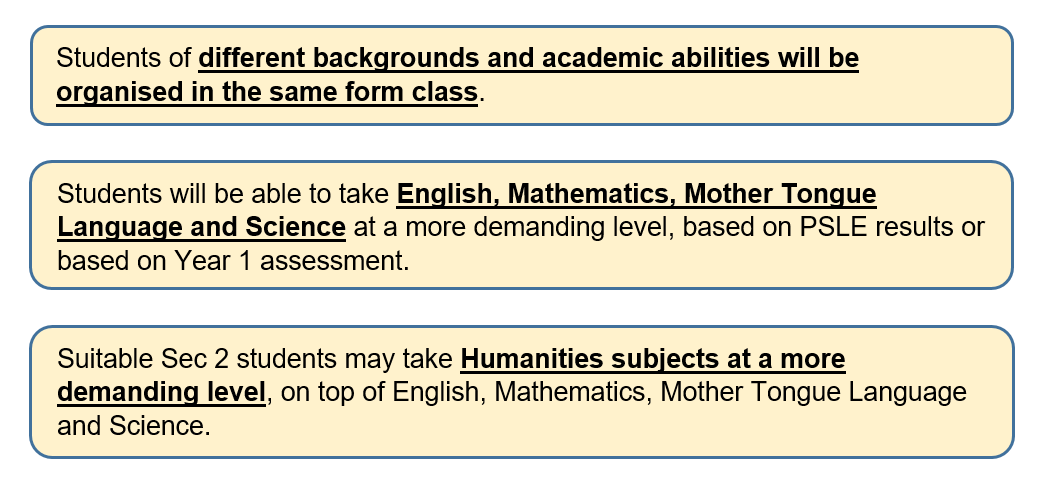 Students of different backgrounds and academic abilities will be
organised in the same form class.
Students will be able to take English, Mathematics, Mother Tongue
Language and Science at a more demanding level, based on PSLE results or
based on Year 1 assessment.
Suitable Sec 2 students may take Humanities subjects at a more
demanding level, on top of English, Mathematics, Mother Tongue Language
and Science.